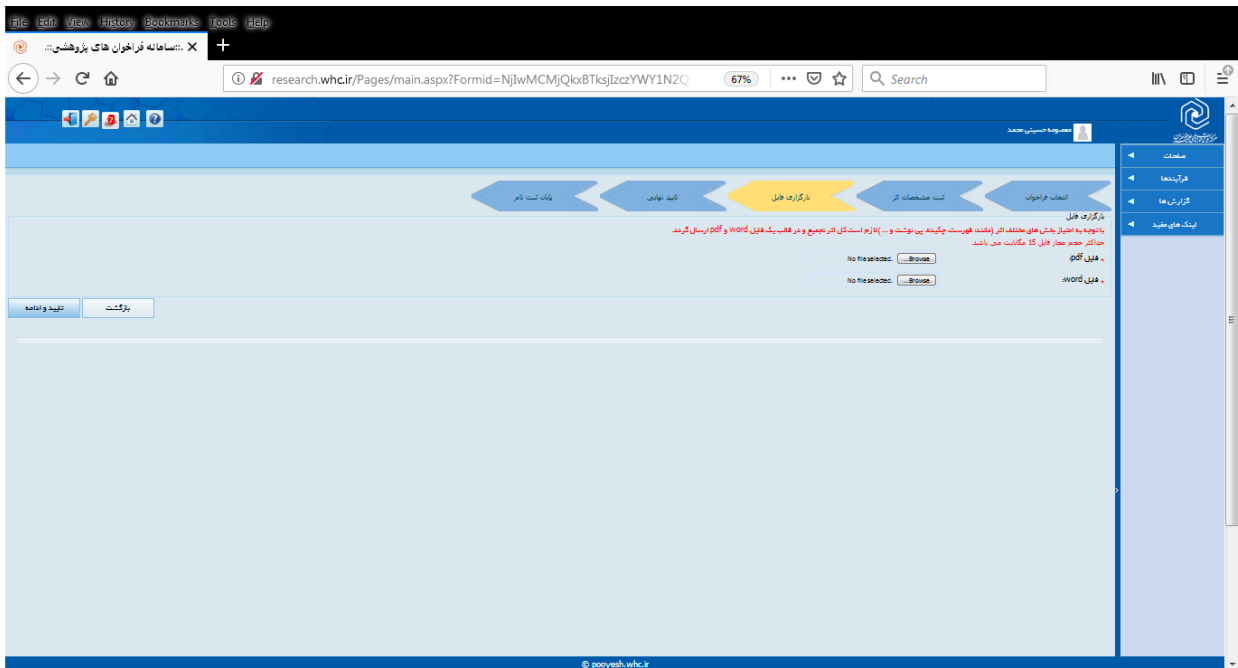 File Edit View History Bookmarks Tools Help
.::سامانه فراخوان های پژوهشی::.
research.whc.ir/Pages/main.aspx?Formid=NjIwMCMjQkxBTksjIzczYWY1N2Q
67%
Search
معصومه حسینی محمد
صفحات
فرآیندها
گزارش ها
لینک های مفید
انتخاب فراخوان
ثبت مشخصات اثر
بارگزاری فایل
تایید نهایی
پایان ثبت نام
بارگزاری فایل
با توجه به امتیاز بخش های مختلف اثر (مانند فهرست، چکیده، پی نوشت و ... )لازم است کل اثر تجمیع و در قالب یک فایل word و pdf ارسال گردد.
حداکثر حجم مجاز فایل 15 مگابایت می باشد.
فایل pdf:
Browse... No file selected.
فایل word:
Browse... No file selected.
بازگشت
تایید و ادامه
© pooyesh.whc.ir